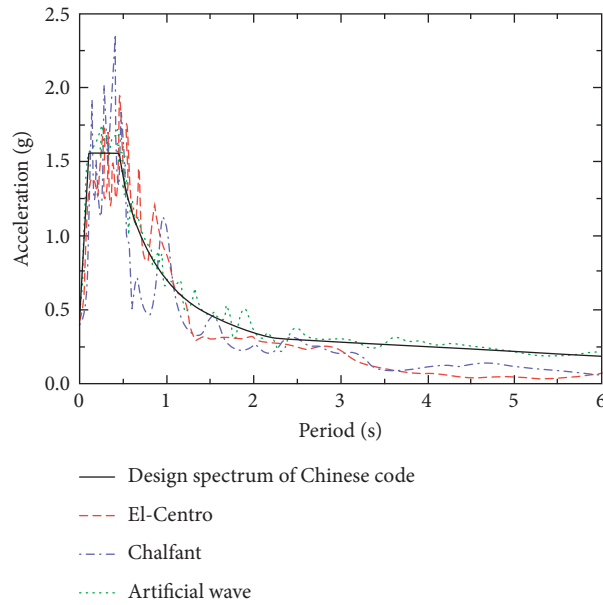 2.5
2.0
1.5
1.0
0.5
0.0
Acceleration (g)
0 1 2 3 4 5 6
Period (s)
Design spectrum of Chinese code
El-Centro
Chalfant
Artificial wave